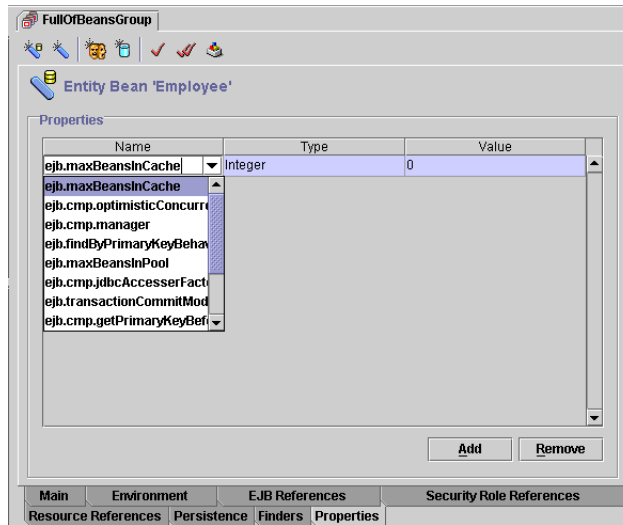 FullOfBeansGroup
Entity Bean 'Employee'
Properties
Name Type Value
ejb.maxBeansInCache Integer 0
ejb.maxBeansInCache
ejb.cmp.optimisticConcurre
ejb.cmp.manager
ejb.findByPrimaryKeyBehav
ejb.maxBeansInPool
ejb.cmp.jdbcAccesserFacto
ejb.transactionCommitMod
ejb.cmp.getPrimaryKeyBefo
Add Remove
Main Environment EJB References Security Role References
Resource References Persistence Finders Properties